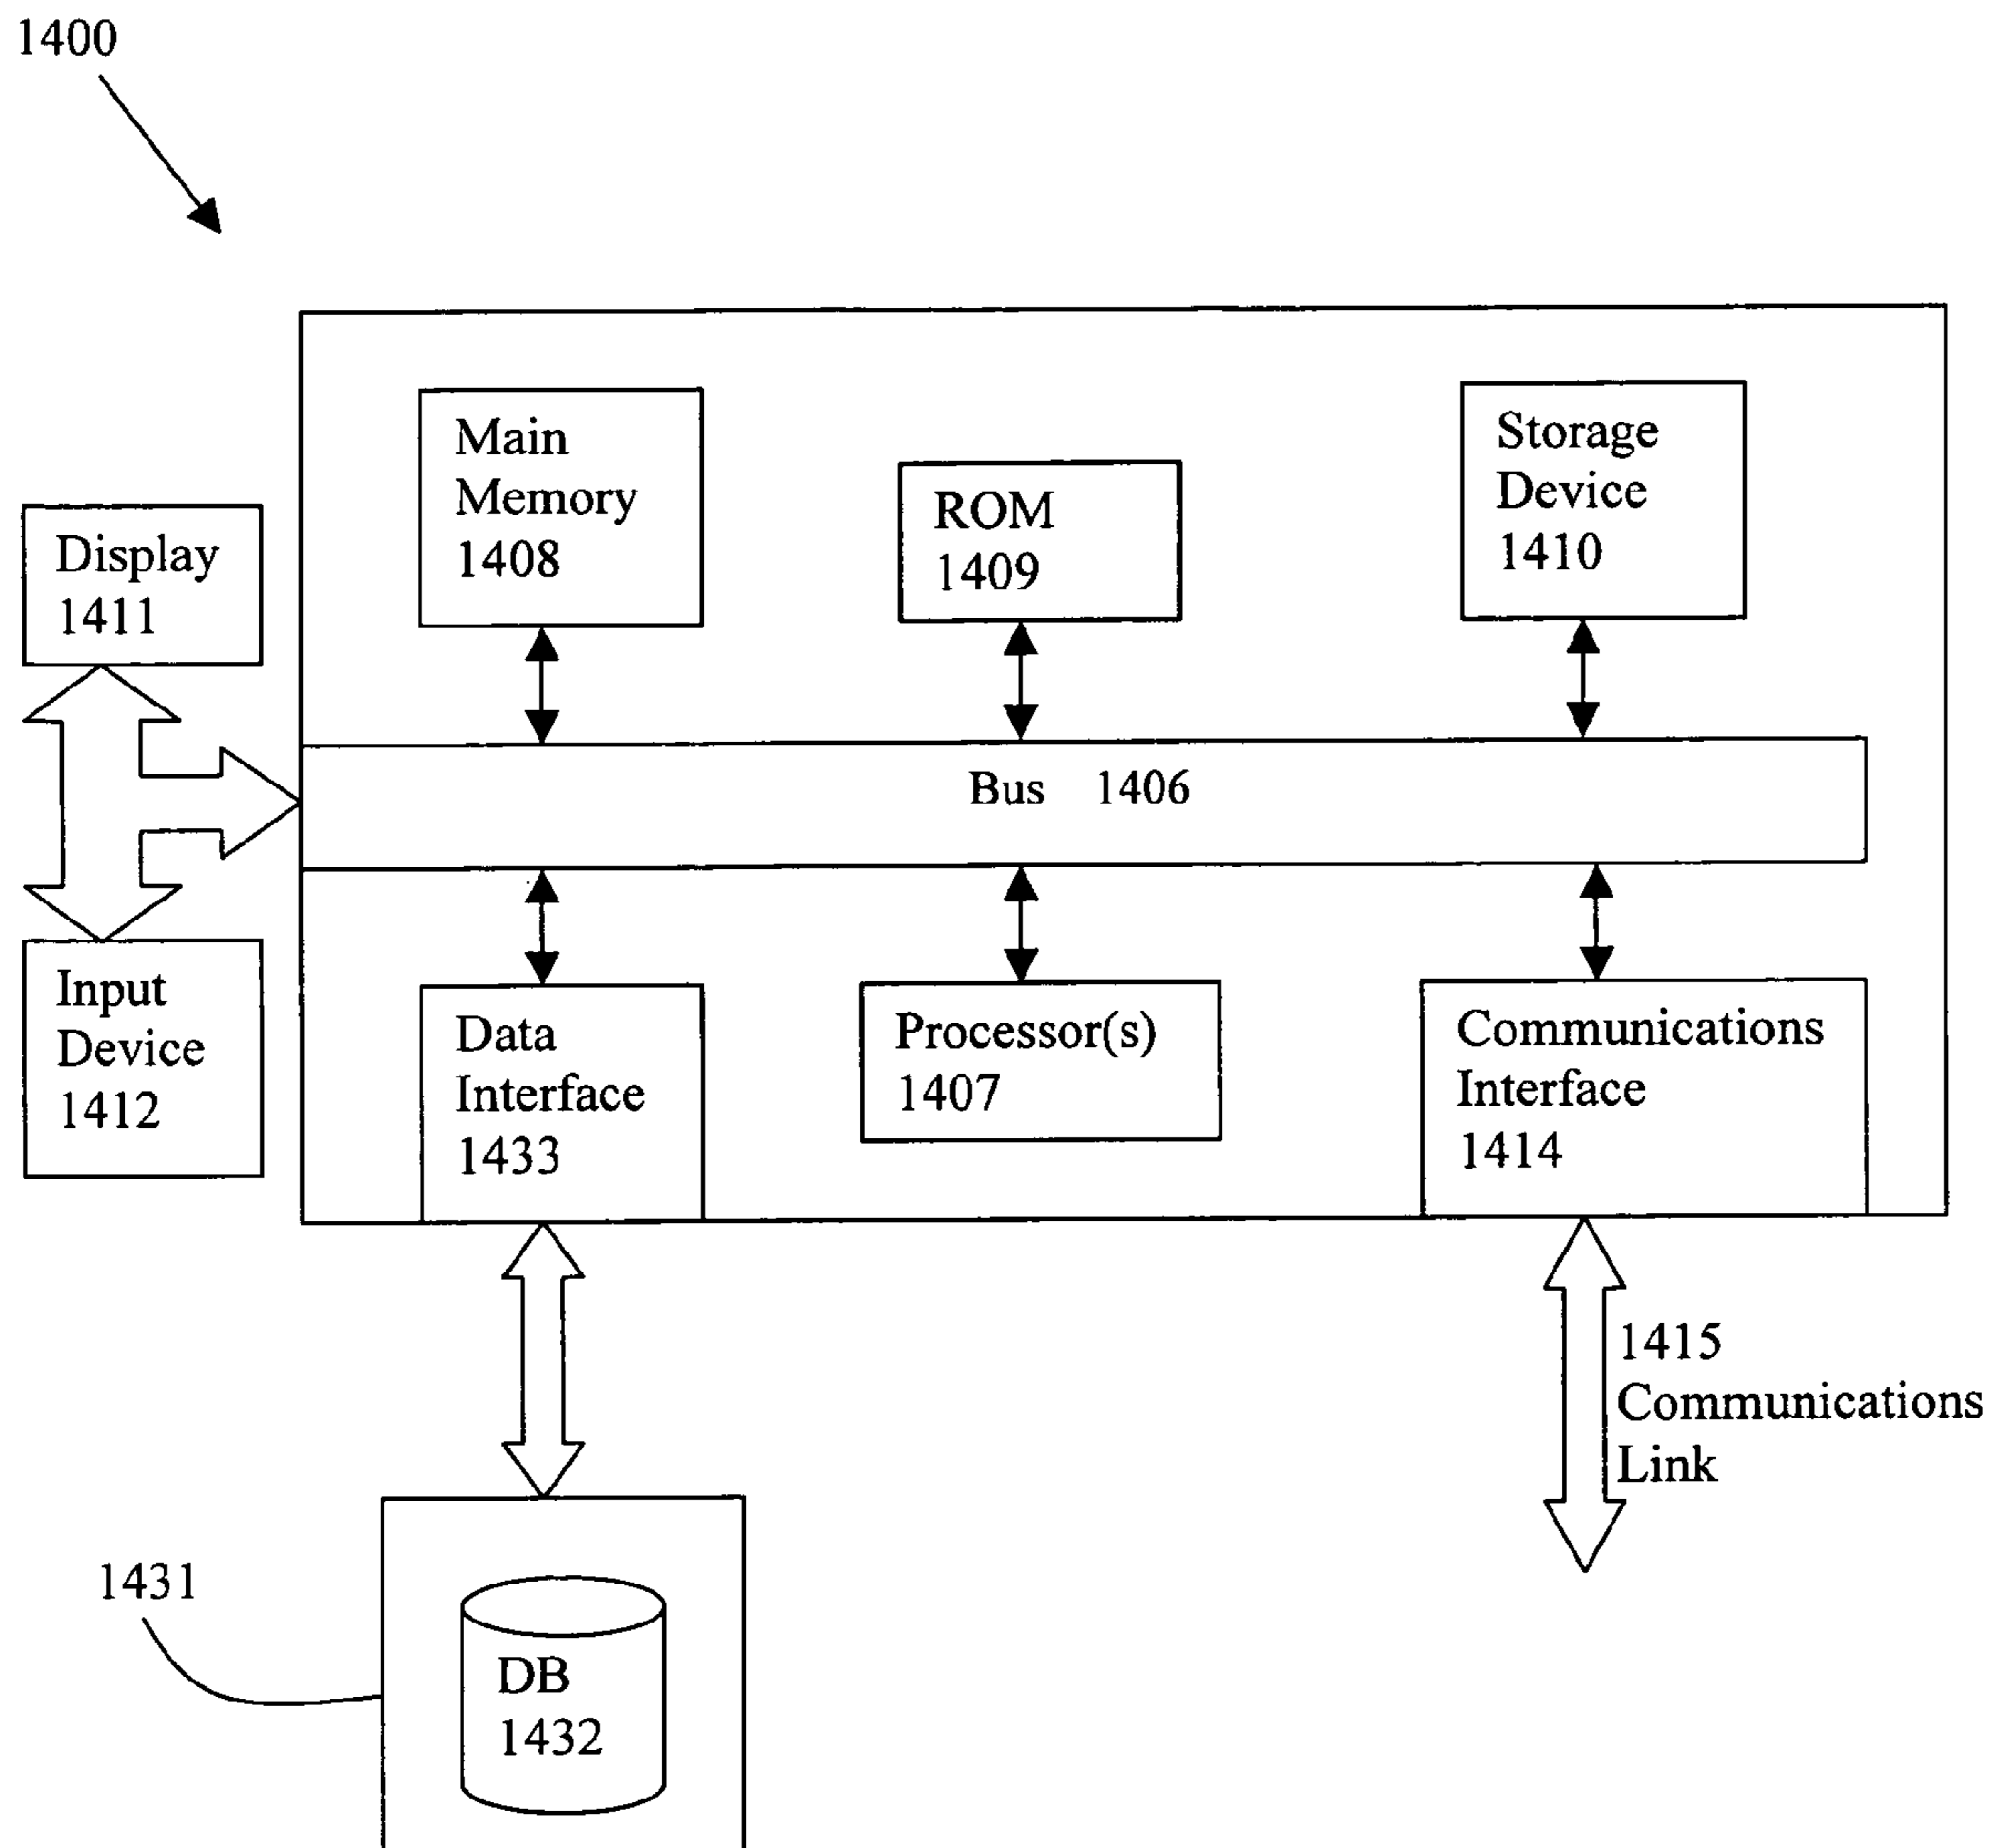 1400
Main
Memory
1408
ROM
1409
Storage
Device
1410
Display
1411
Bus 1406
Input
Device
1412
Data
Interface
1433
Processor(s)
1407
Communications
Interface
1414
1415
Communications
Link
1431
DB
1432